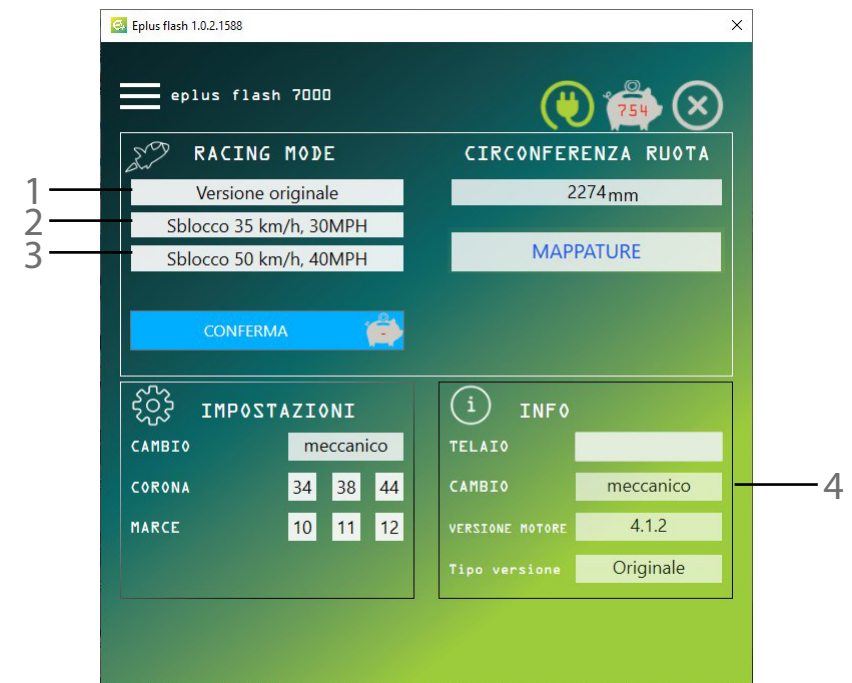 Eplus flash 1.0.2.1588
eplus flash 7000
754
RACING MODE
CIRCONFERENZA RUOTA
1
Versione originale
2274mm
2
Sblocco 35 km/h, 30MPH
3
Sblocco 50 km/h, 40MPH
MAPPATURE
CONFERMA
IMPOSTAZIONI
i
INFO
CAMBIO
meccanico
TELAIO
CORONA
34 38 44
CAMBIO
meccanico
4
MARCE
10 11 12
VERSIONE MOTORE
4.1.2
Tipo versione
Originale